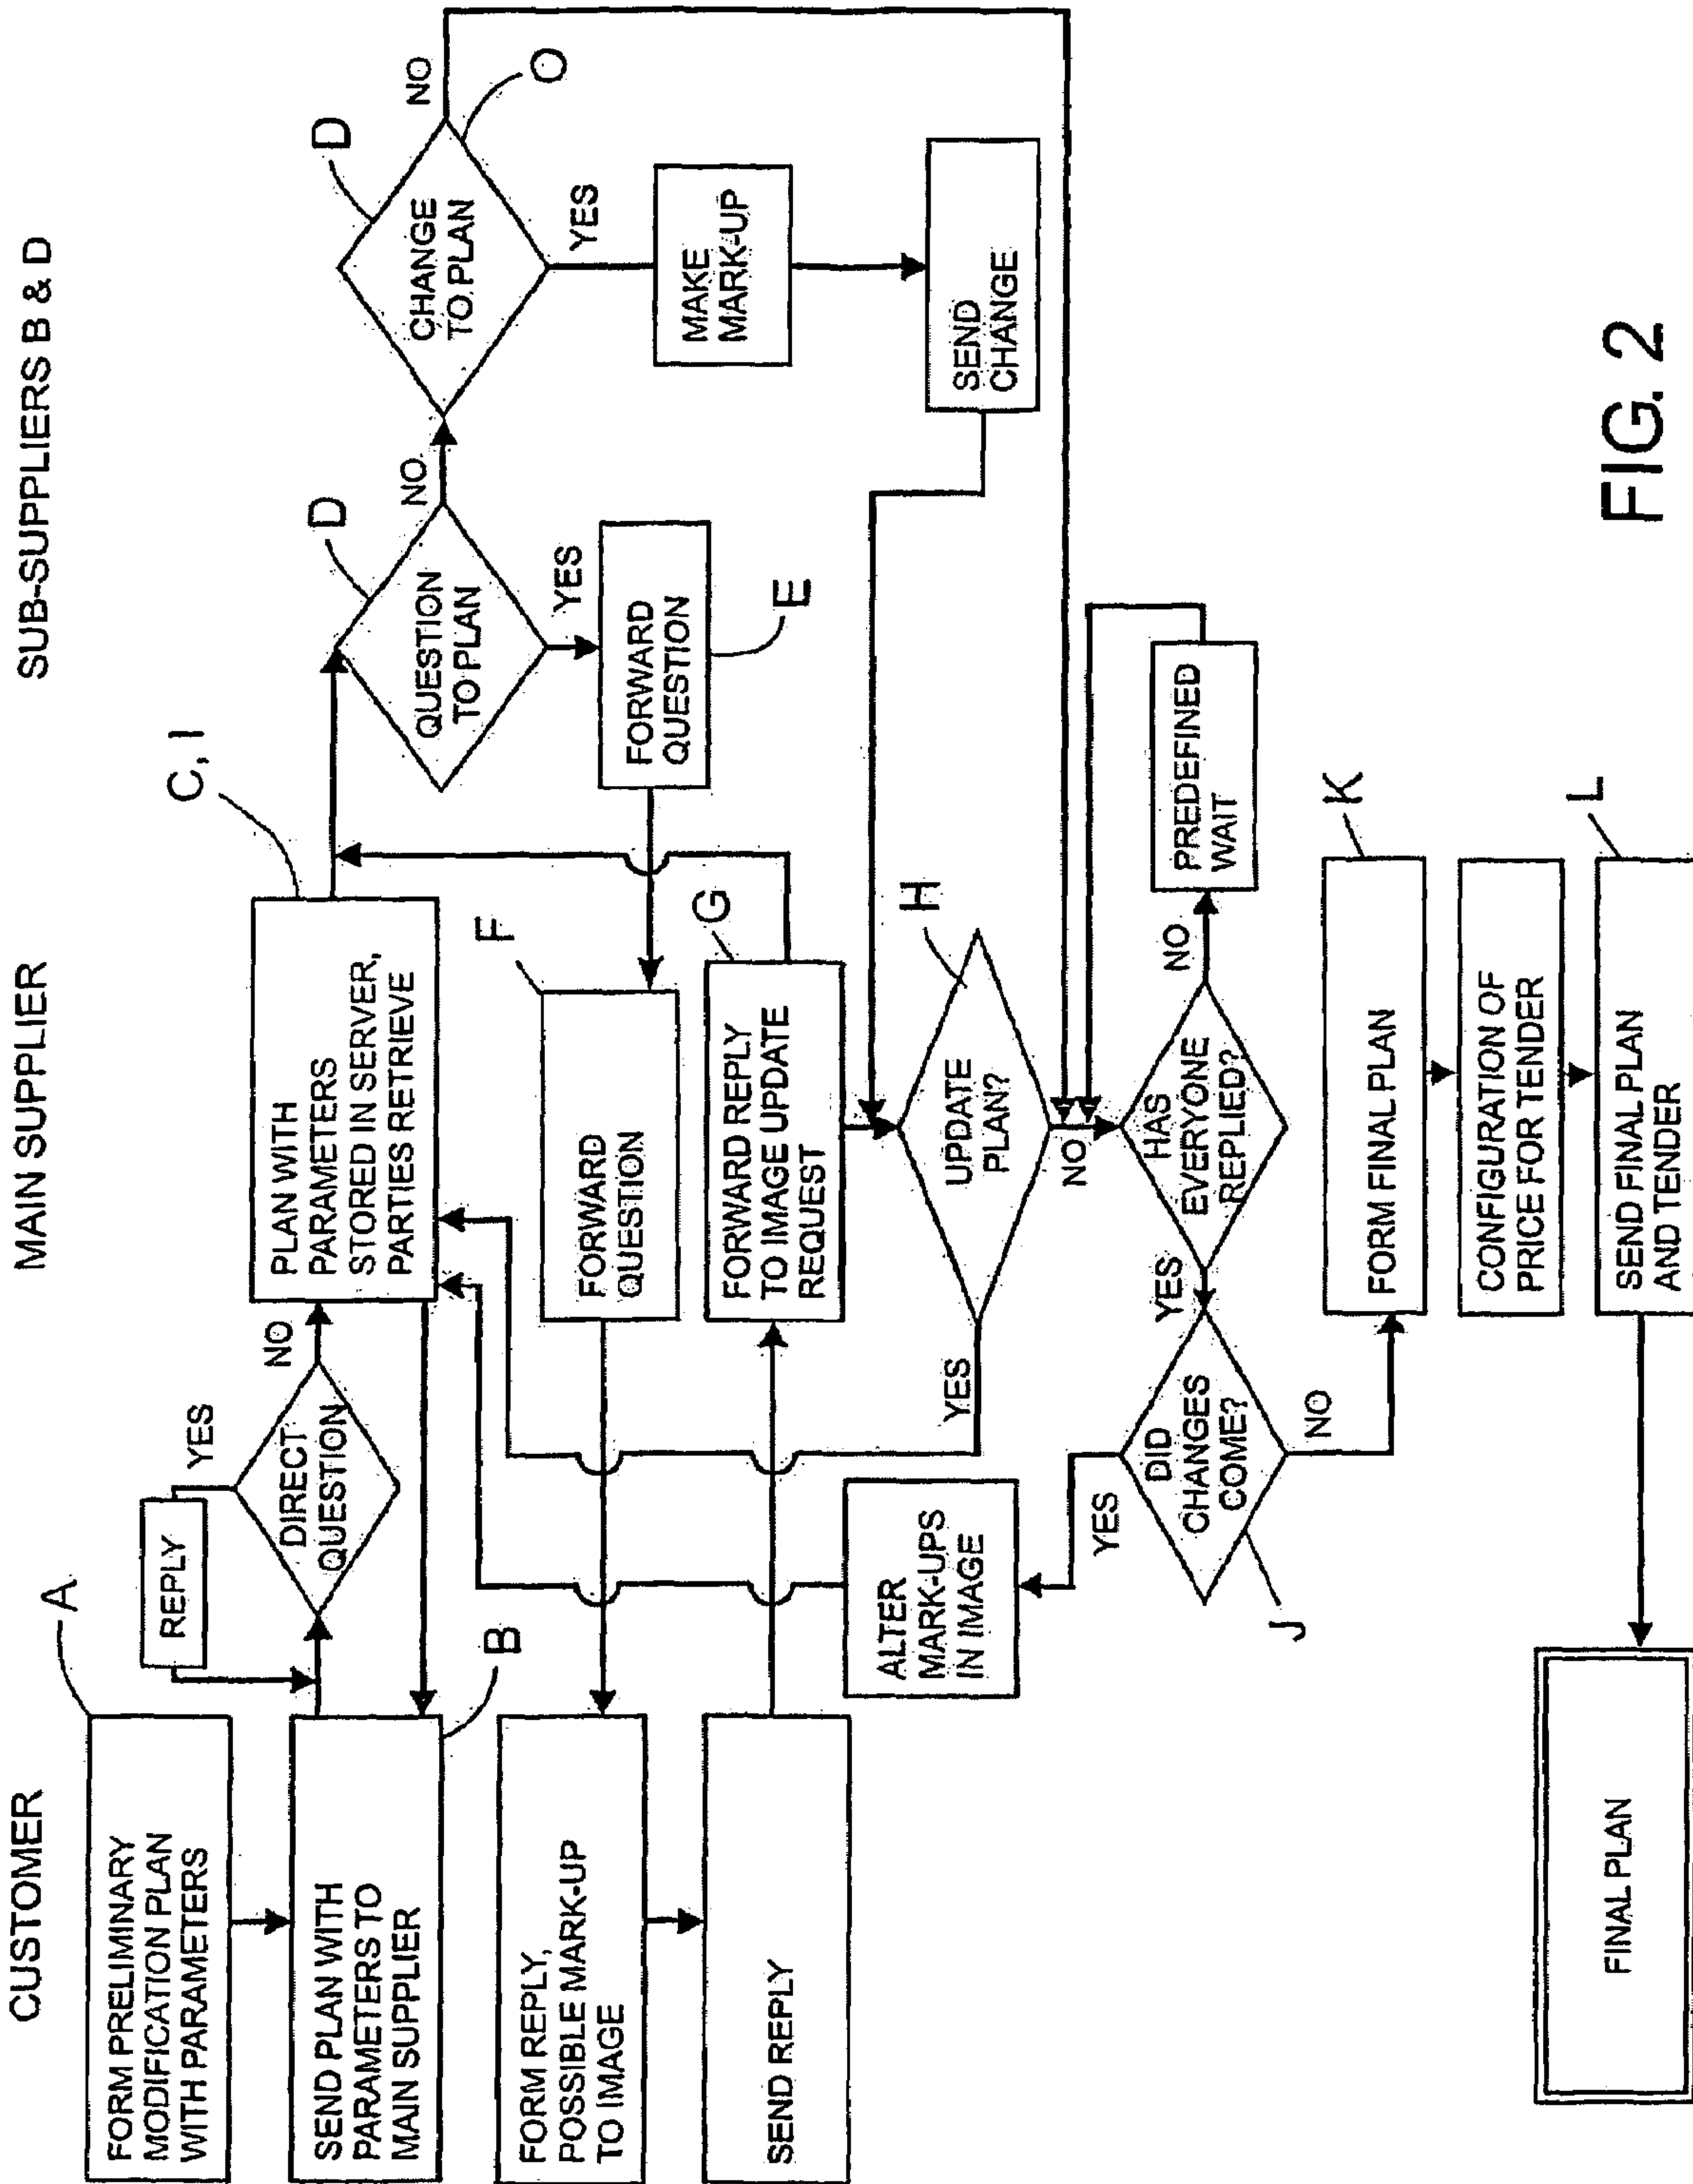 CUSTOMER
MAIN SUPPLIER
SUB-SUPPLIERS B & D
A
FORM PRELIMINARY
MODIFICATION PLAN
WITH PARAMETERS
SEND PLAN WITH
PARAMETERS TO
MAIN SUPPLIER
B
REPLY
YES
DIRECT
QUESTION
NO
C, I
PLAN WITH
PARAMETERS
STORED IN SERVER,
PARTIES RETRIEVE
D
QUESTION
TO PLAN
NO
YES
D
CHANGE
TO PLAN
NO
O
YES
FORWARD
QUESTION
E
MAKE
MARK-UP
SEND
CHANGE
F
FORWARD
QUESTION
FORM REPLY,
POSSIBLE MARK-UP
TO IMAGE
SEND REPLY
G
FORWARD REPLY
TO IMAGE UPDATE
REQUEST
H
UPDATE
PLAN?
YES
NO
HAS
EVERYONE
REPLIED?
NO
PREDEFINED
WAIT
YES
DID
CHANGES
COME?
YES
NO
J
ALTER
MARK-UPS
IN IMAGE
K
FORM FINAL PLAN
CONFIGURATION OF
PRICE FOR TENDER
L
SEND FINAL PLAN
AND TENDER
FINAL PLAN
FIG. 2